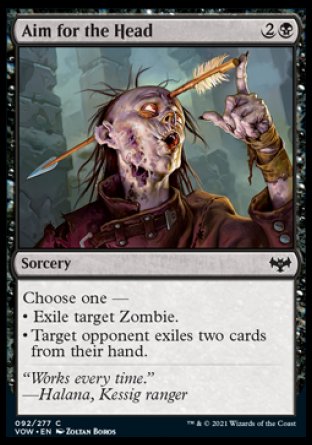 Aim for the Head 2
Sorcery
Choose one —
• Exile target Zombie.
• Target opponent exiles two cards
from their hand.
“Works every time.”
—Halana, Kessig ranger
092/277 C
VOW • EN Zoltan Boros
™ & © 2021 Wizards of the Coast